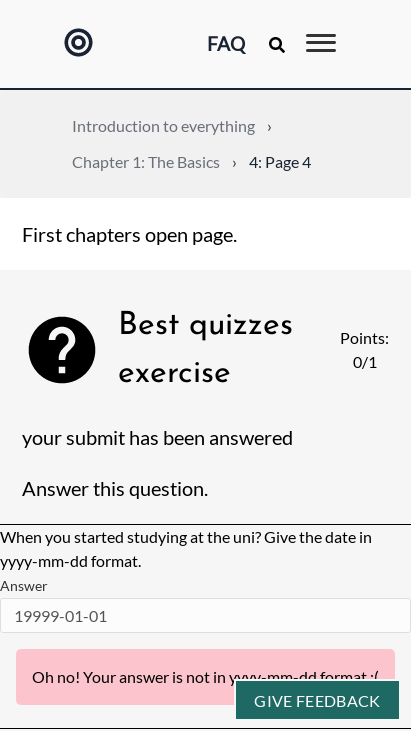 FAQ
Introduction to everything ›
Chapter 1: The Basics › 4: Page 4
First chapters open page.
Best quizzes
exercise
Points:
0/1
your submit has been answered
Answer this question.
When you started studying at the uni? Give the date in
yyyy-mm-dd format.
Answer
19999-01-01
Oh no! Your answer is not in yyyy-mm-dd format :(
GIVE FEEDBACK